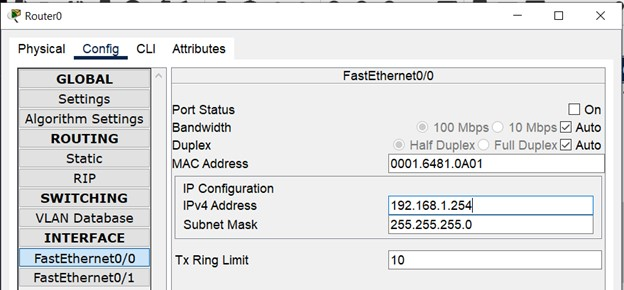 Router0
Physical Config CLI Attributes
GLOBAL
Settings
Algorithm Settings
ROUTING
Static
RIP
SWITCHING
VLAN Database
INTERFACE
FastEthernet0/0
FastEthernet0/1
FastEthernet0/0
Port Status On
Bandwidth 100 Mbps 10 Mbps Auto
Duplex Half Duplex Full Duplex Auto
MAC Address 0001.6481.0A01
IP Configuration
IPv4 Address 192.168.1.254
Subnet Mask 255.255.255.0
Tx Ring Limit 10